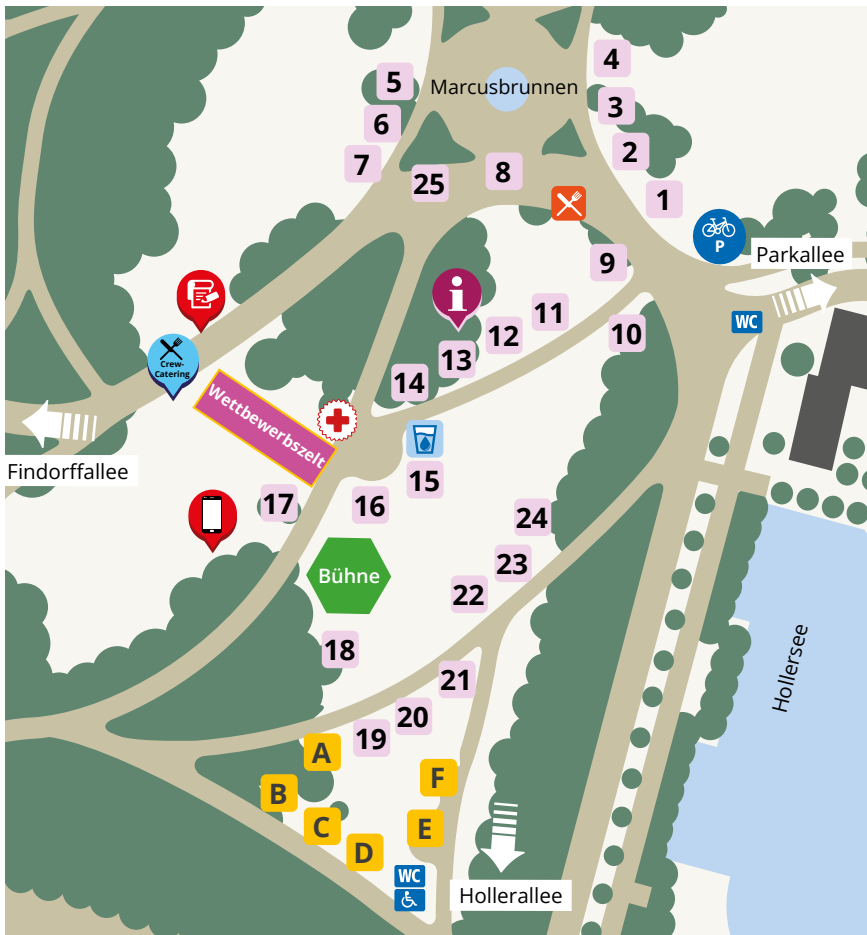 4
5
Marcusbrunnen
3
6
2
7
8
25
1
P
Parkallee
9
11
WC
12
10
13
Crew-
Catering
14
Wettbewerbszelt
Findorffallee
15
17
16
24
Bühne
23
22
18
Hollersee
21
20
19
A
F
B
C
E
D
WC
Hollerallee